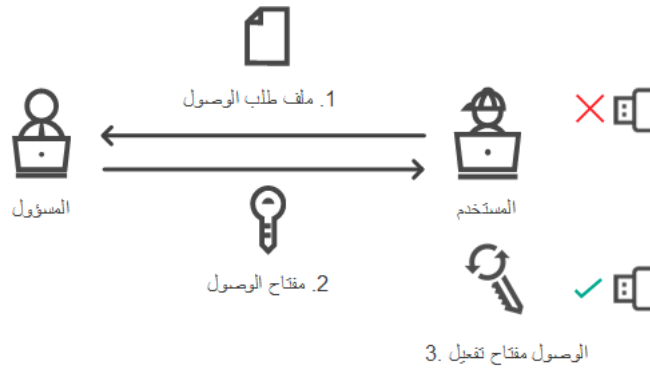 1. ملف طلب الوصول
المسؤول
المستخدم
2. مفتاح الوصول
الوصول مفتاح تفعيل .3